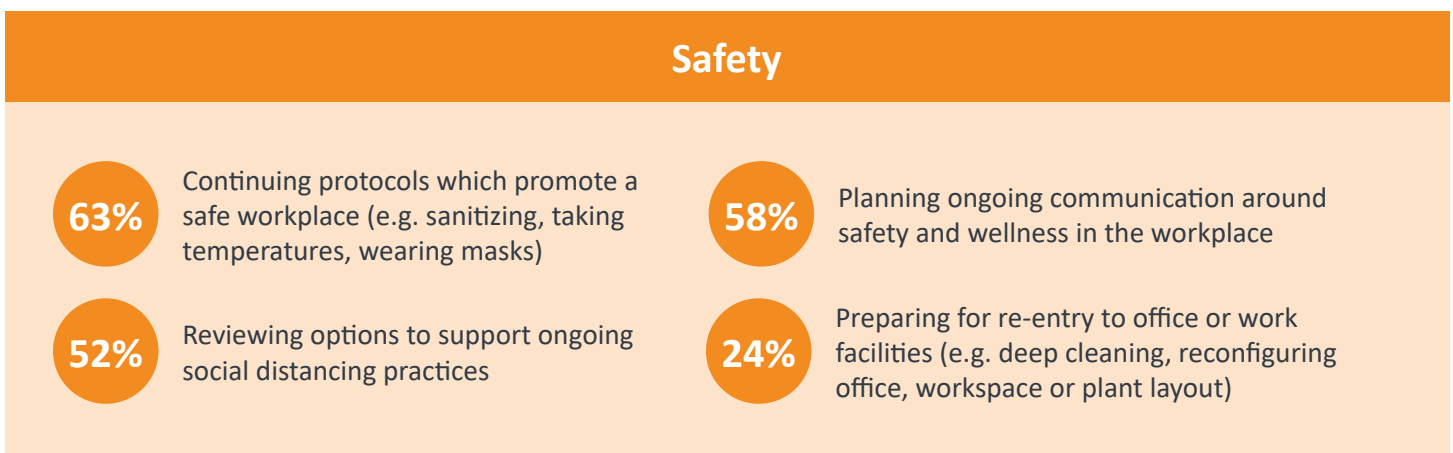 Safety
63%
Continuing protocols which promote a
safe workplace (e.g. sanitizing, taking
temperatures, wearing masks)
58%
Planning ongoing communication around
safety and wellness in the workplace
52%
Reviewing options to support ongoing
social distancing practices
24%
Preparing for re-entry to office or work
facilities (e.g. deep cleaning, reconfiguring
office, workspace or plant layout)